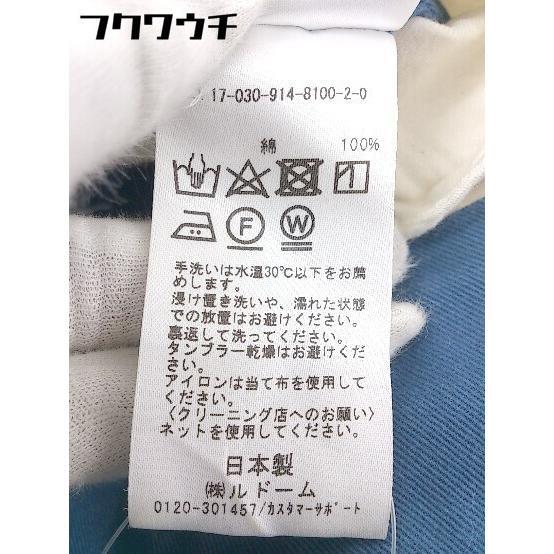 フクワウチ
. 17-030-914-8100-2-0
綿 100%
F W
手洗いは水温30℃以下をお薦
めします。
浸け置き洗いや、濡れた状態
での放置はお避けください。
裏返して洗ってください。
タンブラー乾燥はお避けください。
アイロンは当て布を使用して
ください。
〈クリーニング店へのお願い〉
ネットを使用してください。
日本製
㈱ルドーム
0120-301457/カスタマーサポート